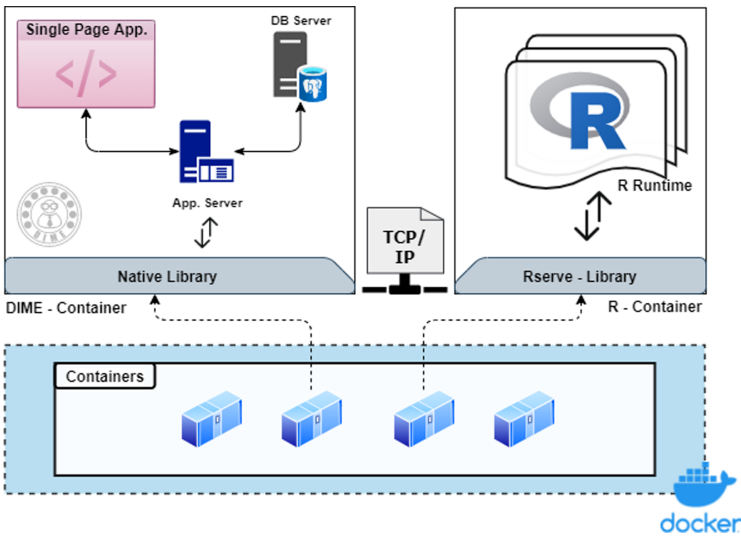 Single Page App.
</>
DB Server
App. Server
DIME
Native Library
DIME - Container
TCP/
IP
R
R Runtime
Rserve - Library
R - Container
Containers
docker